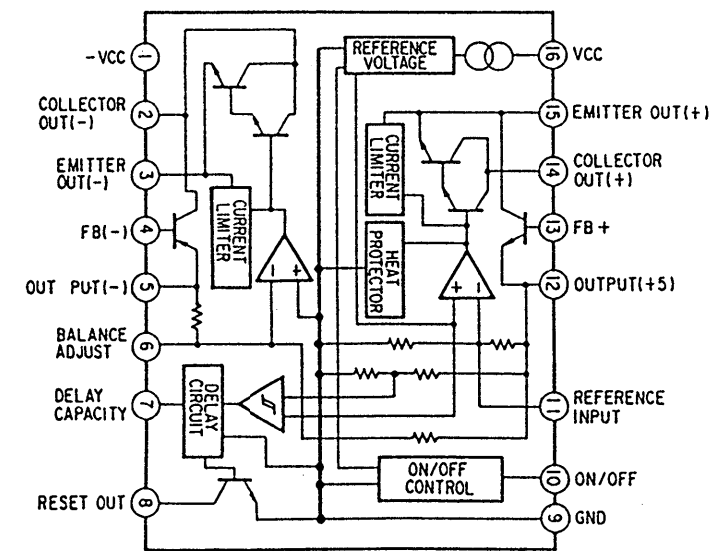 -VCC
1
COLLECTOR
OUT(-)
2
EMITTER
OUT(-)
3
FB(-)
4
OUT PUT(-)
5
BALANCE
ADJUST
6
DELAY
CAPACITY
7
RESET OUT
8
REFERENCE
VOLTAGE
CURRENT
LIMITER
CURRENT
LIMITER
HEAT
PROTECTOR
- +
+ -
DELAY
CIRCUIT
ON/OFF
CONTROL
16
VCC
15
EMITTER OUT(+)
14
COLLECTOR
OUT(+)
13
FB +
12
OUTPUT(+5)
11
REFERENCE
INPUT
10
ON/OFF
9
GND